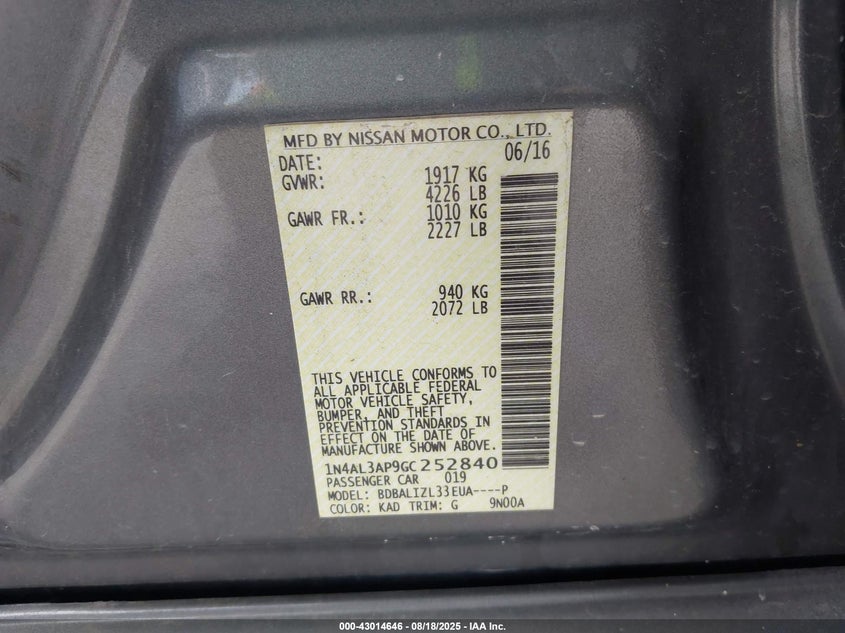 MFD BY NISSAN MOTOR CO., LTD.
DATE: 06/16
GVWR: 1917 KG
4226 LB
GAWR FR.: 1010 KG
2227 LB
GAWR RR.: 940 KG
2072 LB
THIS VEHICLE CONFORMS TO
ALL APPLICABLE FEDERAL
MOTOR VEHICLE SAFETY,
BUMPER, AND THEFT
PREVENTION STANDARDS IN
EFFECT ON THE DATE OF
MANUFACTURE SHOWN ABOVE.
1N4AL3AP9GC252840
PASSENGER CAR 019
MODEL: BDBALIZL33EUA----P
COLOR: KAD TRIM: G 9N00A
000-43014646 - 08/18/2025 - IAA Inc.